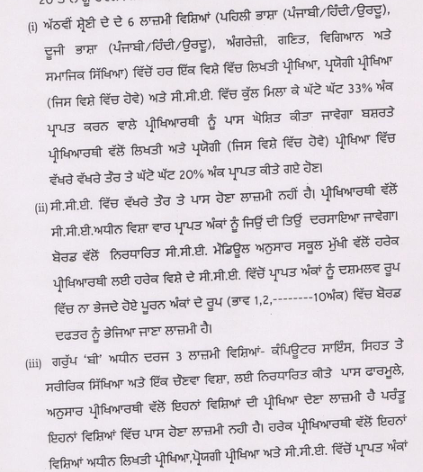 (i) ਅੱਠਵੀਂ ਸ਼੍ਰੇਣੀ ਦੇ ਦੇ 6 ਲਾਜ਼ਮੀ ਵਿਸ਼ਿਆਂ (ਪਹਿਲੀ ਭਾਸ਼ਾ (ਪੰਜਾਬੀ/ਹਿੰਦੀ/ਉਰਦੂ),
ਦੂਜੀ ਭਾਸ਼ਾ (ਪੰਜਾਬੀ/ਹਿੰਦੀ/ਉਰਦੂ), ਅੰਗਰੇਜ਼ੀ, ਗਣਿਤ, ਵਿਗਿਆਨ ਅਤੇ
ਸਮਾਜਿਕ ਸਿੱਖਿਆ) ਵਿੱਚੋਂ ਹਰ ਇੱਕ ਵਿਸ਼ੇ ਵਿੱਚ ਲਿਖਤੀ ਪ੍ਰੀਖਿਆ, ਪ੍ਰਯੋਗੀ ਪ੍ਰੀਖਿਆ
(ਜਿਸ ਵਿਸ਼ੇ ਵਿੱਚ ਹੋਵੇ) ਅਤੇ ਸੀ.ਸੀ.ਈ. ਵਿੱਚ ਕੁੱਲ ਮਿਲਾ ਕੇ ਘੱਟੋ ਘੱਟ 33% ਅੰਕ
ਪ੍ਰਾਪਤ ਕਰਨ ਵਾਲੇ ਪ੍ਰੀਖਿਆਰਥੀ ਨੂੰ ਪਾਸ ਘੋਸ਼ਿਤ ਕੀਤਾ ਜਾਵੇਗਾ ਬਸ਼ਰਤੇ
ਪ੍ਰੀਖਿਆਰਥੀ ਵੱਲੋਂ ਲਿਖਤੀ ਅਤੇ ਪ੍ਰਯੋਗੀ (ਜਿਸ ਵਿਸ਼ੇ ਵਿੱਚ ਹੋਵੇ) ਪ੍ਰੀਖਿਆ ਵਿੱਚ
ਵੱਖਰੇ ਵੱਖਰੇ ਤੌਰ ਤੇ ਘੱਟੋ ਘੱਟ 20% ਅੰਕ ਪ੍ਰਾਪਤ ਕੀਤੇ ਗਏ ਹੋਣ।
(ii) ਸੀ.ਸੀ.ਈ. ਵਿੱਚ ਵੱਖਰੇ ਤੌਰ ਤੇ ਪਾਸ ਹੋਣਾ ਲਾਜ਼ਮੀ ਨਹੀਂ ਹੈ। ਪ੍ਰੀਖਿਆਰਥੀ ਵੱਲੋਂ
ਸੀ.ਸੀ.ਈ.ਅਧੀਨ ਵਿਸ਼ਾ ਵਾਰ ਪ੍ਰਾਪਤ ਅੰਕਾਂ ਨੂੰ ਜਿਉਂ ਦੀ ਤਿਉਂ ਦਰਸਾਇਆ ਜਾਵੇਗਾ।
ਬੋਰਡ ਵੱਲੋਂ ਨਿਰਧਾਰਿਤ ਸੀ.ਸੀ.ਈ. ਮੌਡਿਊਲ ਅਨੁਸਾਰ ਸਕੂਲ ਮੁੱਖੀ ਵੱਲੋਂ ਹਰੇਕ
ਪ੍ਰੀਖਿਆਰਥੀ ਲਈ ਹਰੇਕ ਵਿਸ਼ੇ ਦੇ ਸੀ.ਸੀ.ਈ. ਵਿੱਚੋਂ ਪ੍ਰਾਪਤ ਅੰਕਾਂ ਨੂੰ ਦਸ਼ਮਲਵ ਰੂਪ
ਵਿੱਚ ਨਾ ਭੇਜਦੇ ਹੋਏ ਪੂਰਨ ਅੰਕਾਂ ਦੇ ਰੂਪ (ਭਾਵ 1,2,--------10ਅੰਕ) ਵਿੱਚ ਬੋਰਡ
ਦਫਤਰ ਨੂੰ ਭੇਜਿਆ ਜਾਣਾ ਲਾਜ਼ਮੀ ਹੈ।
(iii) ਗਰੁੱਪ 'ਬੀ' ਅਧੀਨ ਦਰਜ 3 ਲਾਜ਼ਮੀ ਵਿਸ਼ਿਆਂ- ਕੰਪਿਊਟਰ ਸਾਇੰਸ, ਸਿਹਤ ਤੇ
ਸਰੀਰਿਕ ਸਿੱਖਿਆ ਅਤੇ ਇੱਕ ਚੌਣਵਾ ਵਿਸ਼ਾ, ਲਈ ਨਿਰਧਾਰਿਤ ਕੀਤੇ ਪਾਸ ਫਾਰਮੂਲੇ,
ਅਨੁਸਾਰ ਪ੍ਰੀਖਿਆਰਥੀ ਵੱਲੋਂ ਇਹਨਾਂ ਵਿਸ਼ਿਆਂ ਦੀ ਪ੍ਰੀਖਿਆ ਦੇਣਾ ਲਾਜ਼ਮੀ ਹੈ ਪਰੰਤੂ
ਇਹਨਾਂ ਵਿਸ਼ਿਆਂ ਵਿੱਚ ਪਾਸ ਹੋਣਾ ਲਾਜ਼ਮੀ ਨਹੀ ਹੈ। ਹਰੇਕ ਪ੍ਰੀਖਿਆਰਥੀ ਵੱਲੋਂ ਇਹਨਾਂ
ਵਿਸ਼ਿਆਂ ਅਧੀਨ ਲਿਖਤੀ ਪ੍ਰੀਖਿਆ,ਪ੍ਰੇਯਗੀ ਪ੍ਰੀਖਿਆ ਅਤੇ ਸੀ.ਸੀ.ਈ. ਵਿੱਚੋਂ ਪ੍ਰਾਪਤ ਅੰਕਾਂ